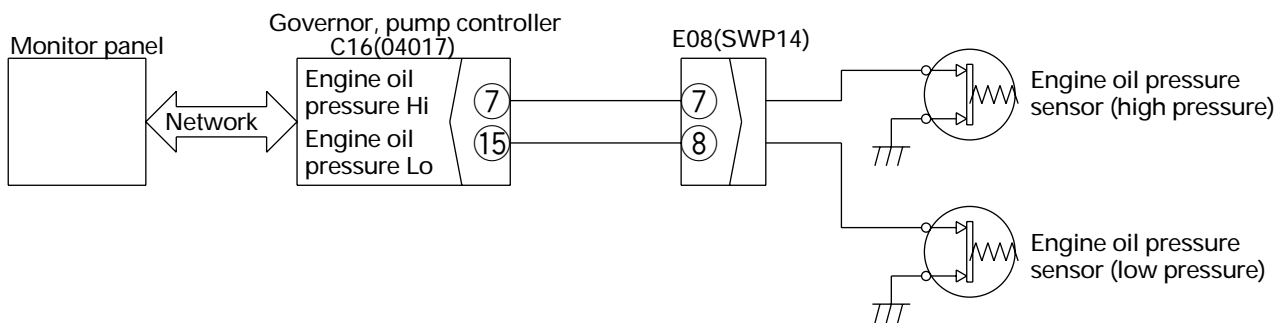 Governor, pump controller
Monitor panel
C16(04017)
E08(SWP14)
Engine oil
pressure Hi
7
7
Engine oil pressure
sensor (high pressure)
Network
Engine oil
pressure Lo
15
8
Engine oil pressure
sensor (low pressure)